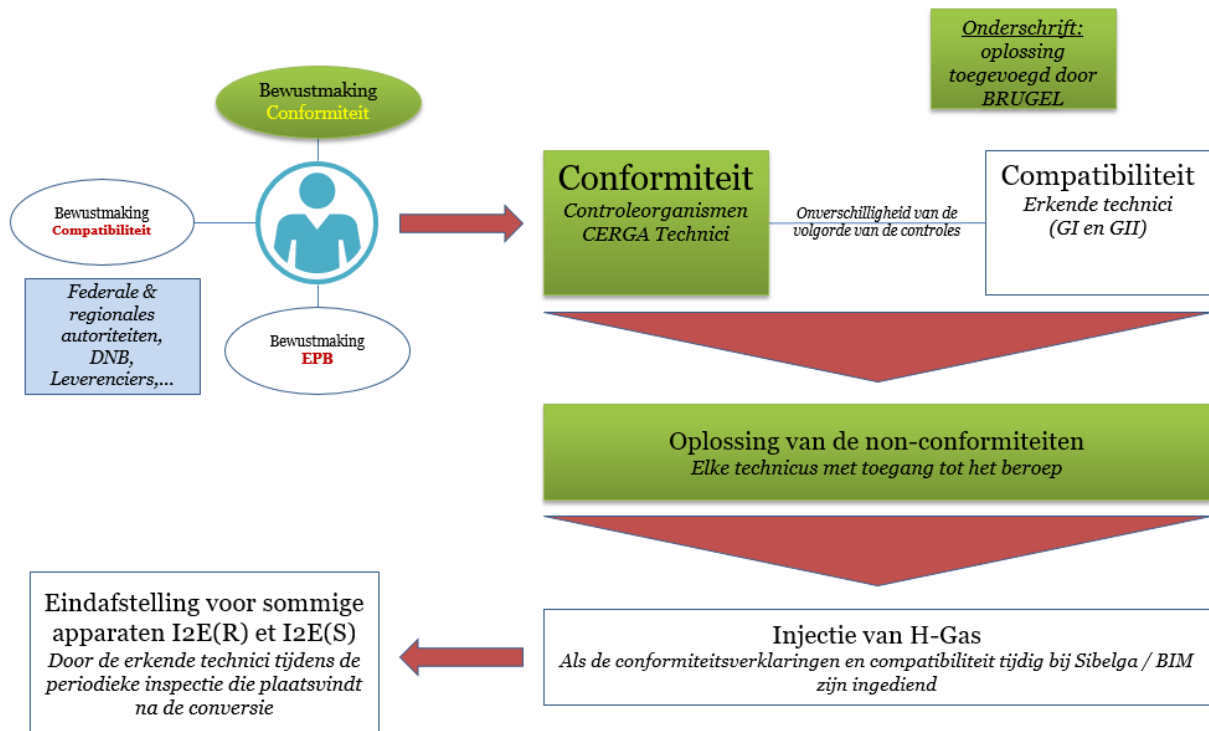 Onderschrift:
oplossing
toegevoegd door
BRUGEL
Bewustmaking
Conformiteit
Bewustmaking
Compatibiliteit
Federale &
regionales
autoriteiten,
DNB,
Leverenciers,...
Bewustmaking
EPB
Conformiteit
Controleorganismen
CERGA Technici
Onverschilligheid van de
volgorde van de controles
Compatibiliteit
Erkende technici
(GI en GII)
Oplossing van de non-conformiteiten
Elke technicus met toegang tot het beroep
Injectie van H-Gas
Als de conformiteitsverklaringen en compatibiliteit tijdig bij Sibelga / BIM
zijn ingediend
Eindafstelling voor sommige
apparaten I2E(R) et I2E(S)
Door de erkende technici tijdens de
periodieke inspectie die plaatsvindt
na de conversie